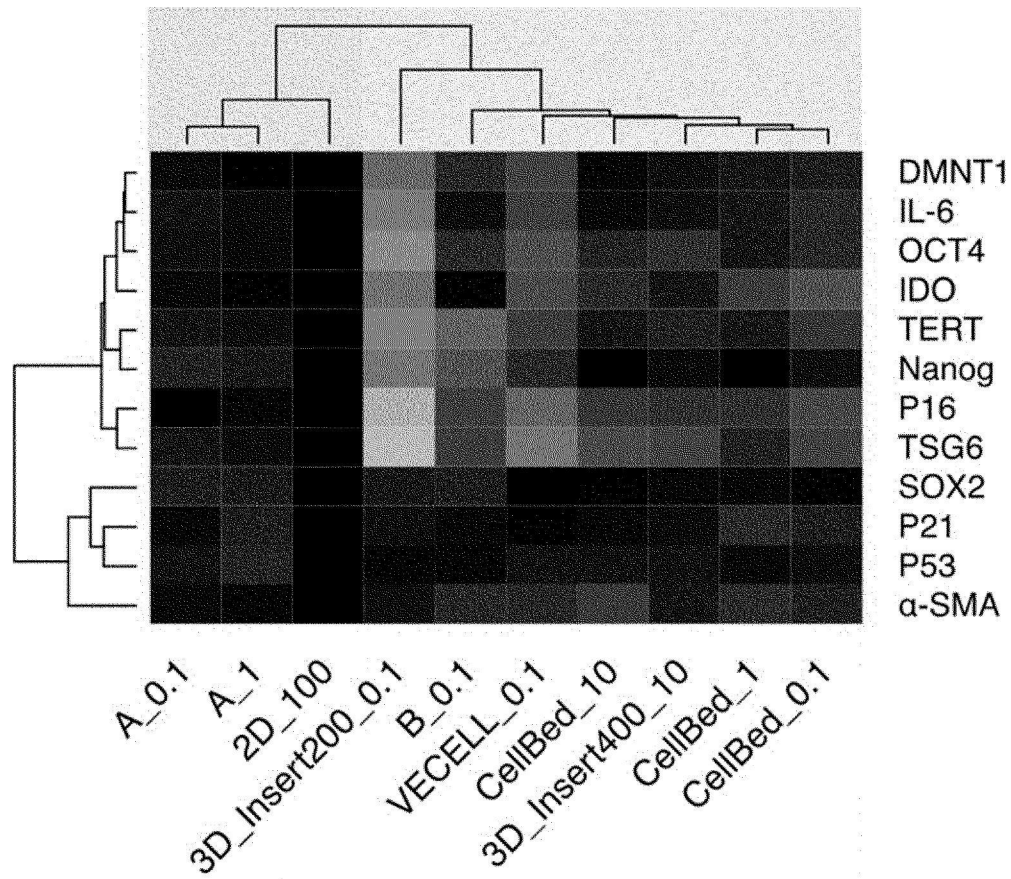 DMNT1
IL-6
OCT4
IDO
TERT
Nanog
P16
TSG6
SOX2
P21
P53
α-SMA
A_0.1
A_1
2D_100
3D_Insert200_0.1
B_0.1
VECELL_0.1
CellBed_10
3D_Insert400_10
CellBed_1
CellBed_0.1